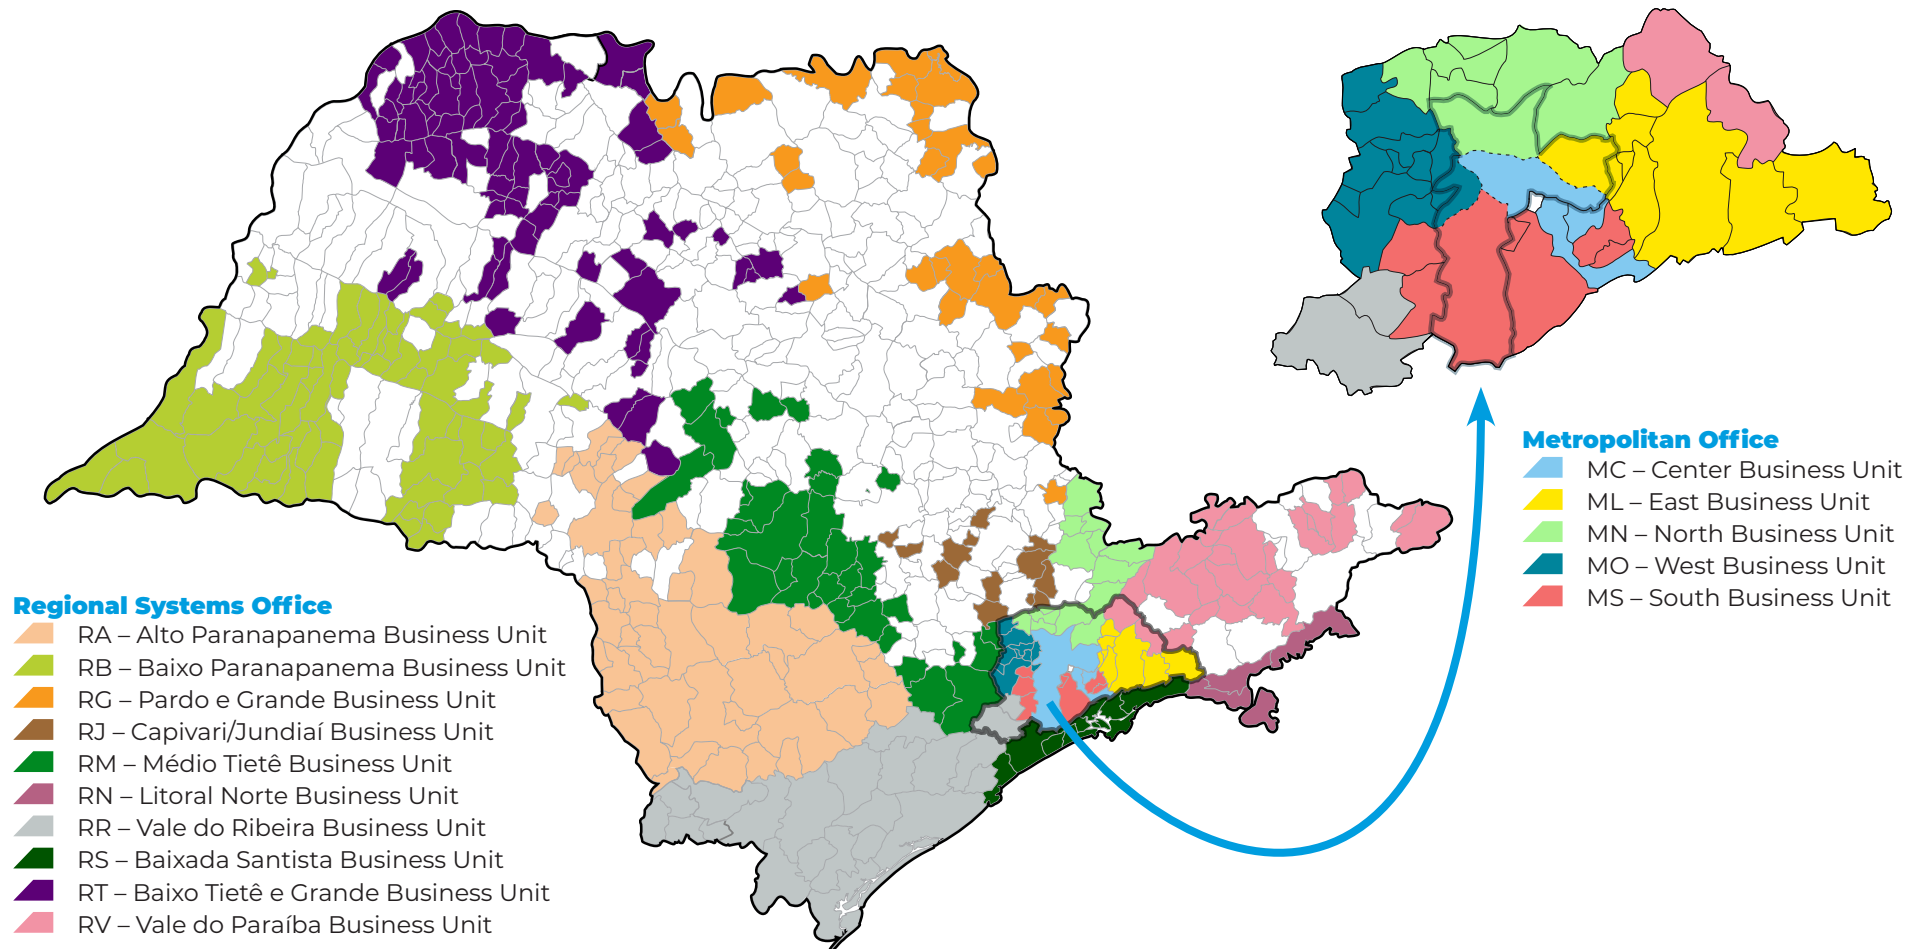 Metropolitan Office
MC – Center Business Unit
ML – East Business Unit
MN – North Business Unit
MO – West Business Unit
MS – South Business Unit
Regional Systems Office
RA – Alto Paranapanema Business Unit
RB – Baixo Paranapanema Business Unit
RG – Pardo e Grande Business Unit
RJ – Capivari/Jundiaí Business Unit
RM – Médio Tietê Business Unit
RN – Litoral Norte Business Unit
RR – Vale do Ribeira Business Unit
RS – Baixada Santista Business Unit
RT – Baixo Tietê e Grande Business Unit
RV – Vale do Paraíba Business Unit